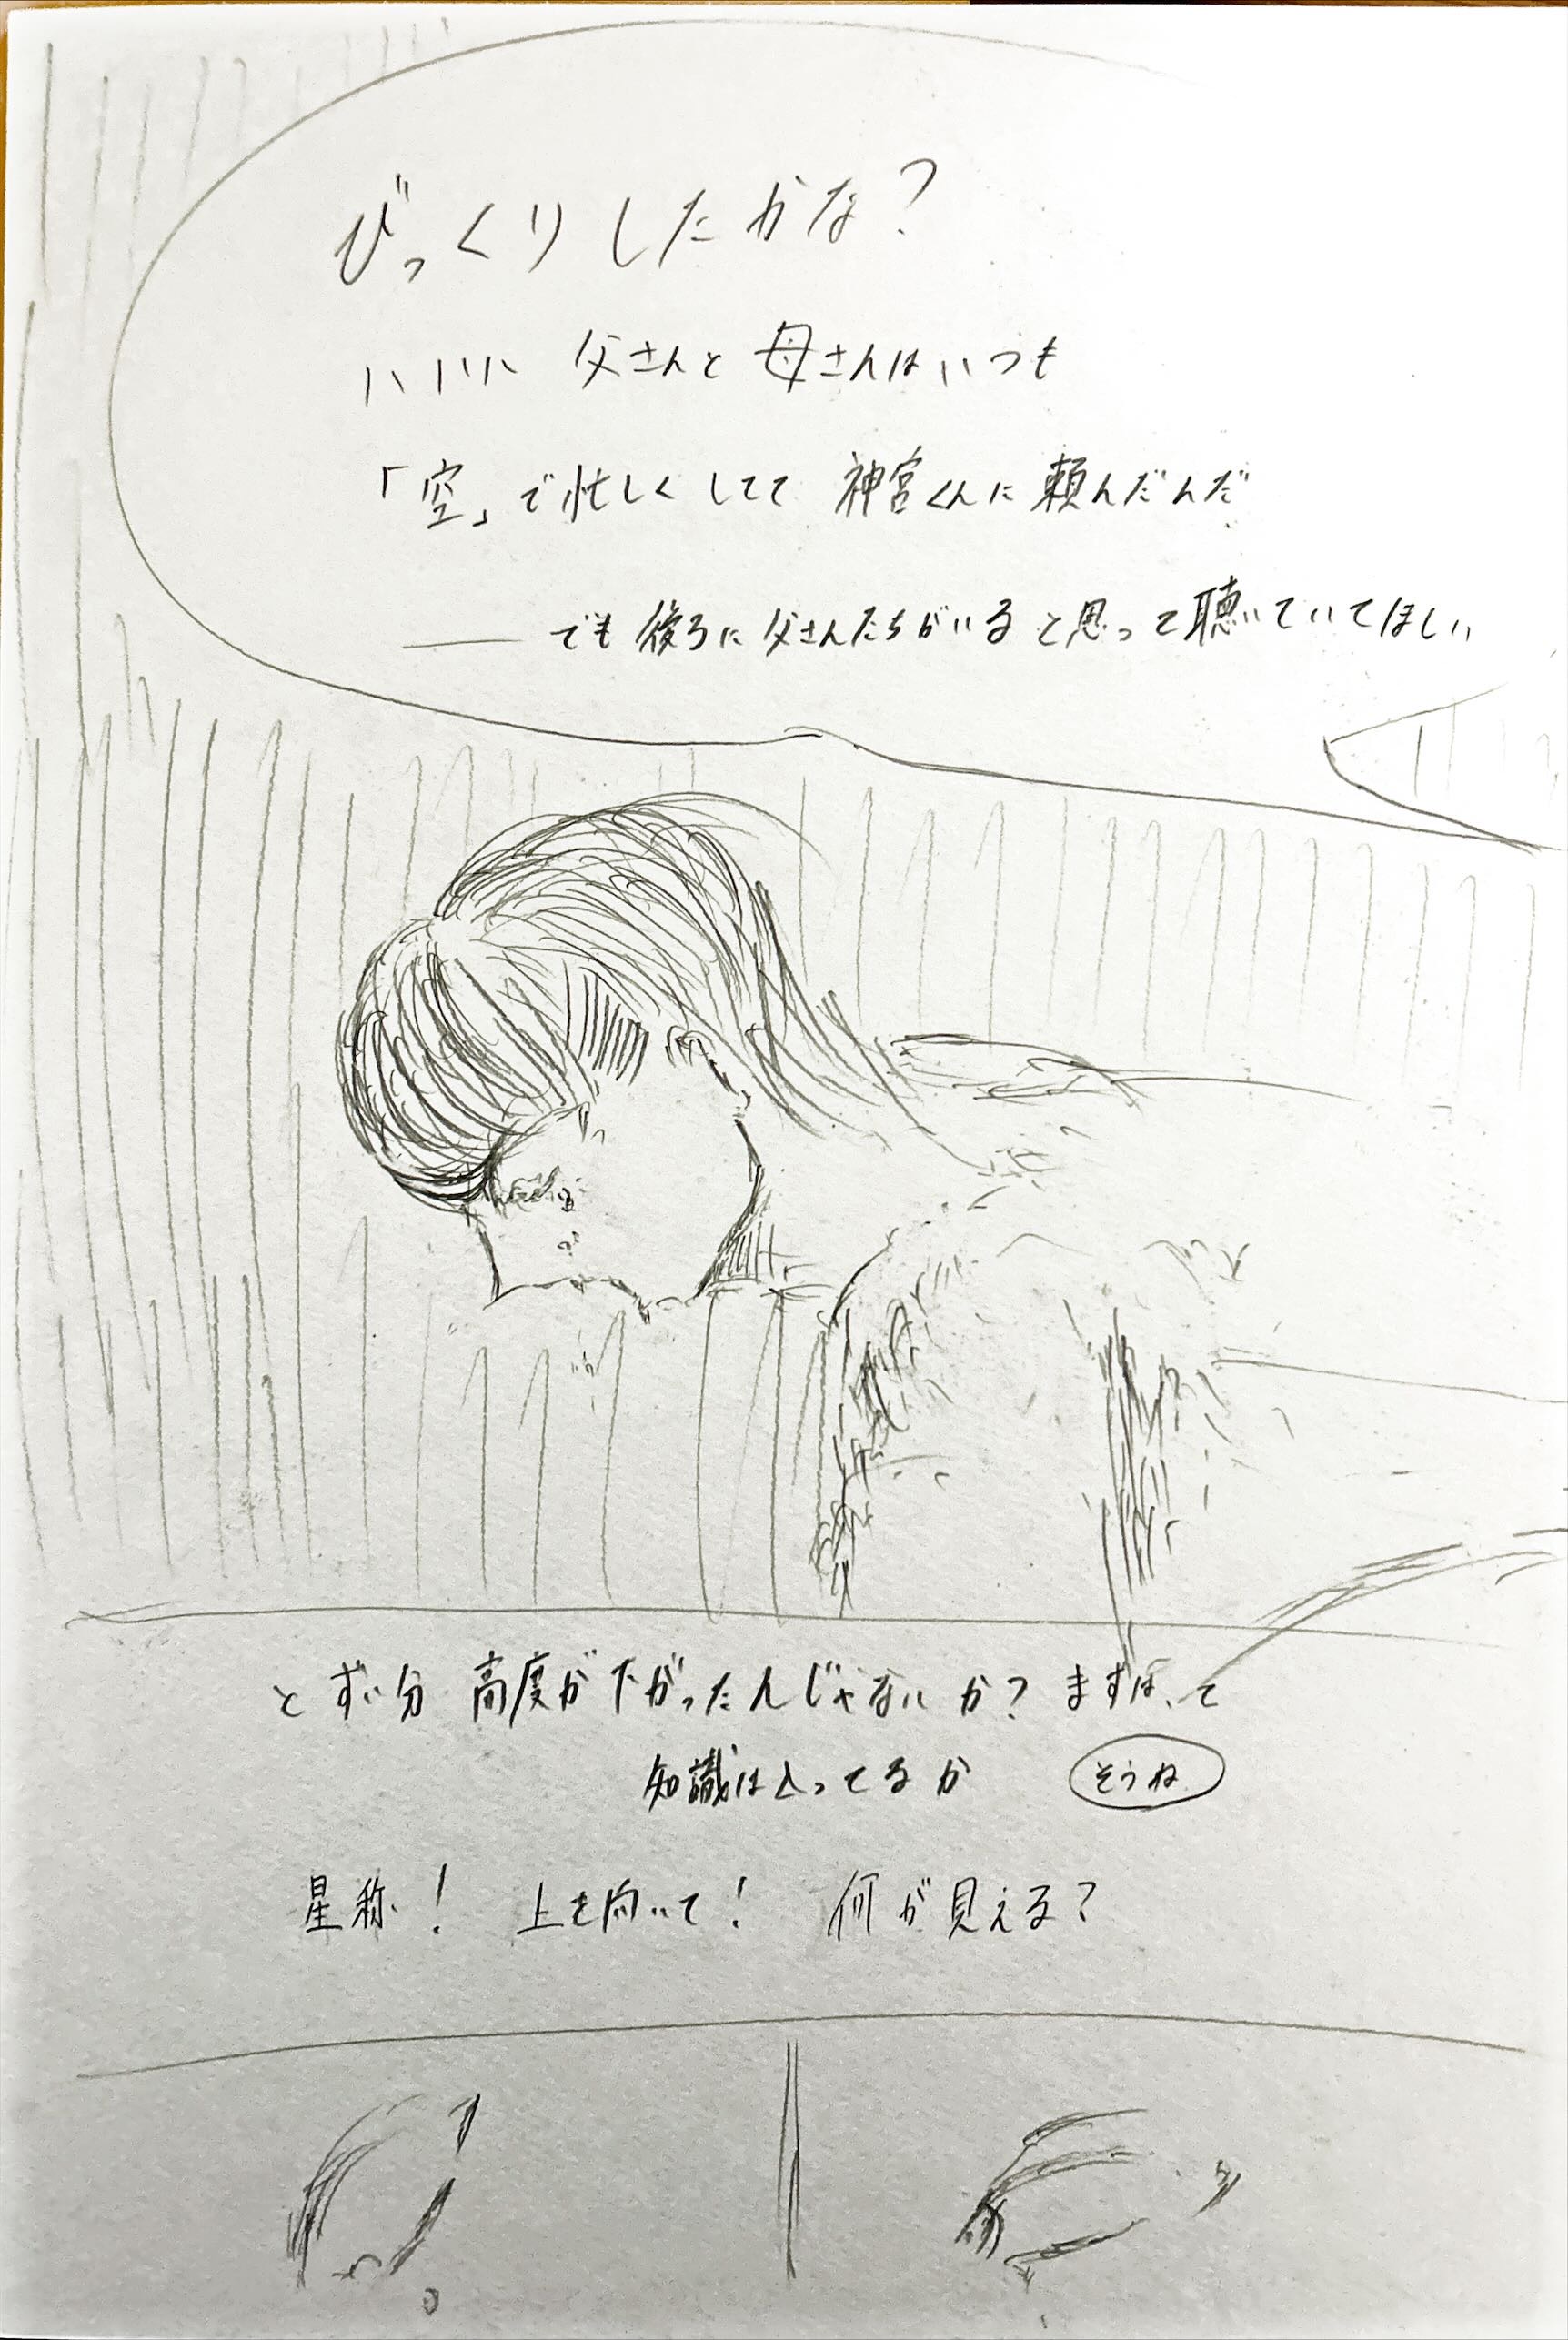 びっくりしたかな?
ハハハハ 父さんと母さんはいつも
「空」で忙しくしてて 神宮くんに頼んだんだ
——でも後ろに父さんたちがいると思って聴いていてほしい
とずい分 高度が下がったんじゃないか? まずは、て
知識は入ってるか
そうね
星称! 上を向いて! 何が見える?